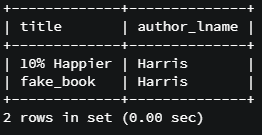 +--------------+--------------+
| title        | author_lname |
+--------------+--------------+
| 10% Happier  | Harris       |
| fake_book    | Harris       |
+--------------+--------------+
2 rows in set (0.00 sec)